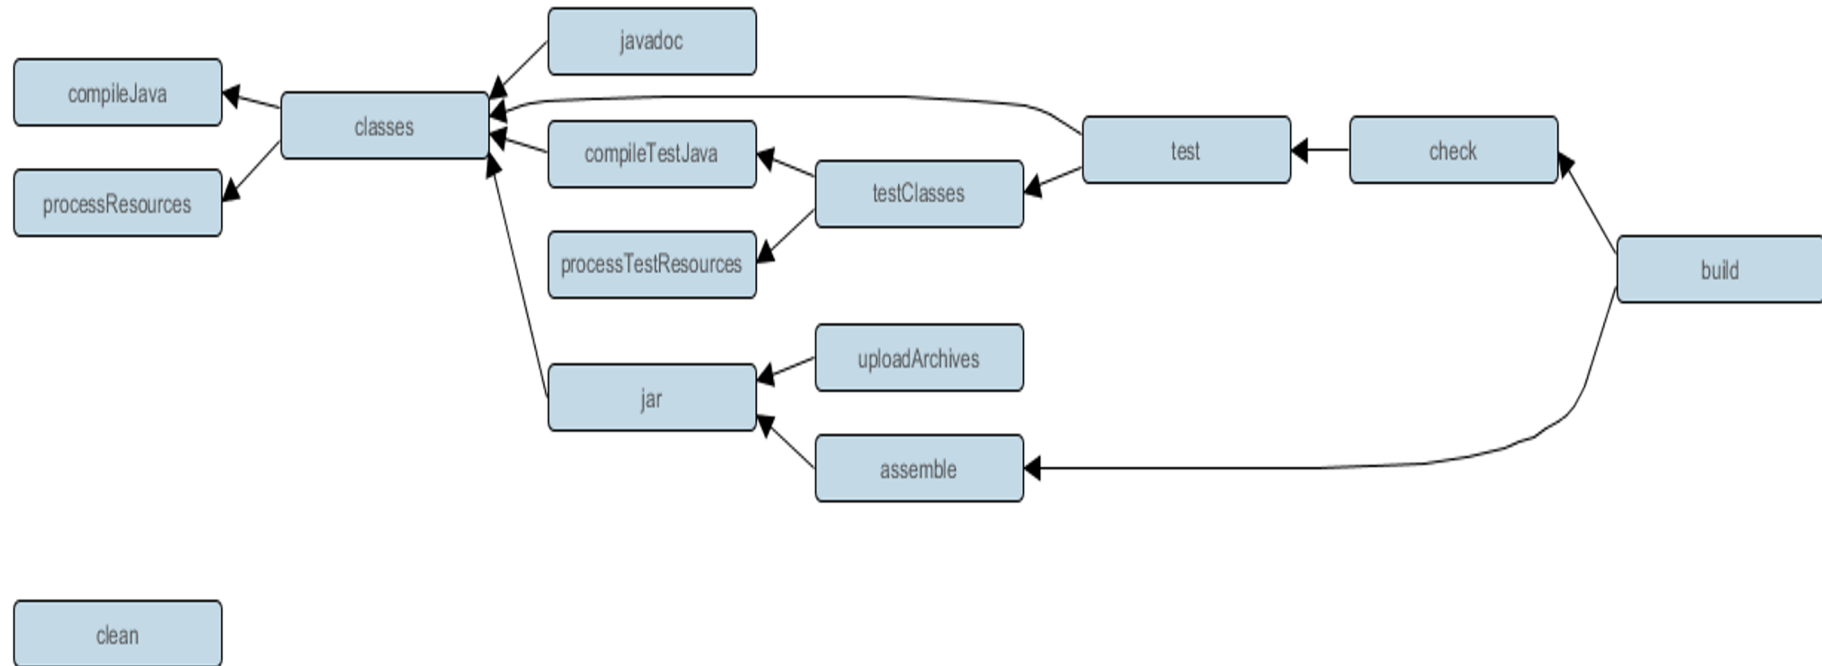 javadoc
compileJava
classes
compileTestJava
test
check
processResources
testClasses
processTestResources
build
uploadArchives
jar
assemble
clean